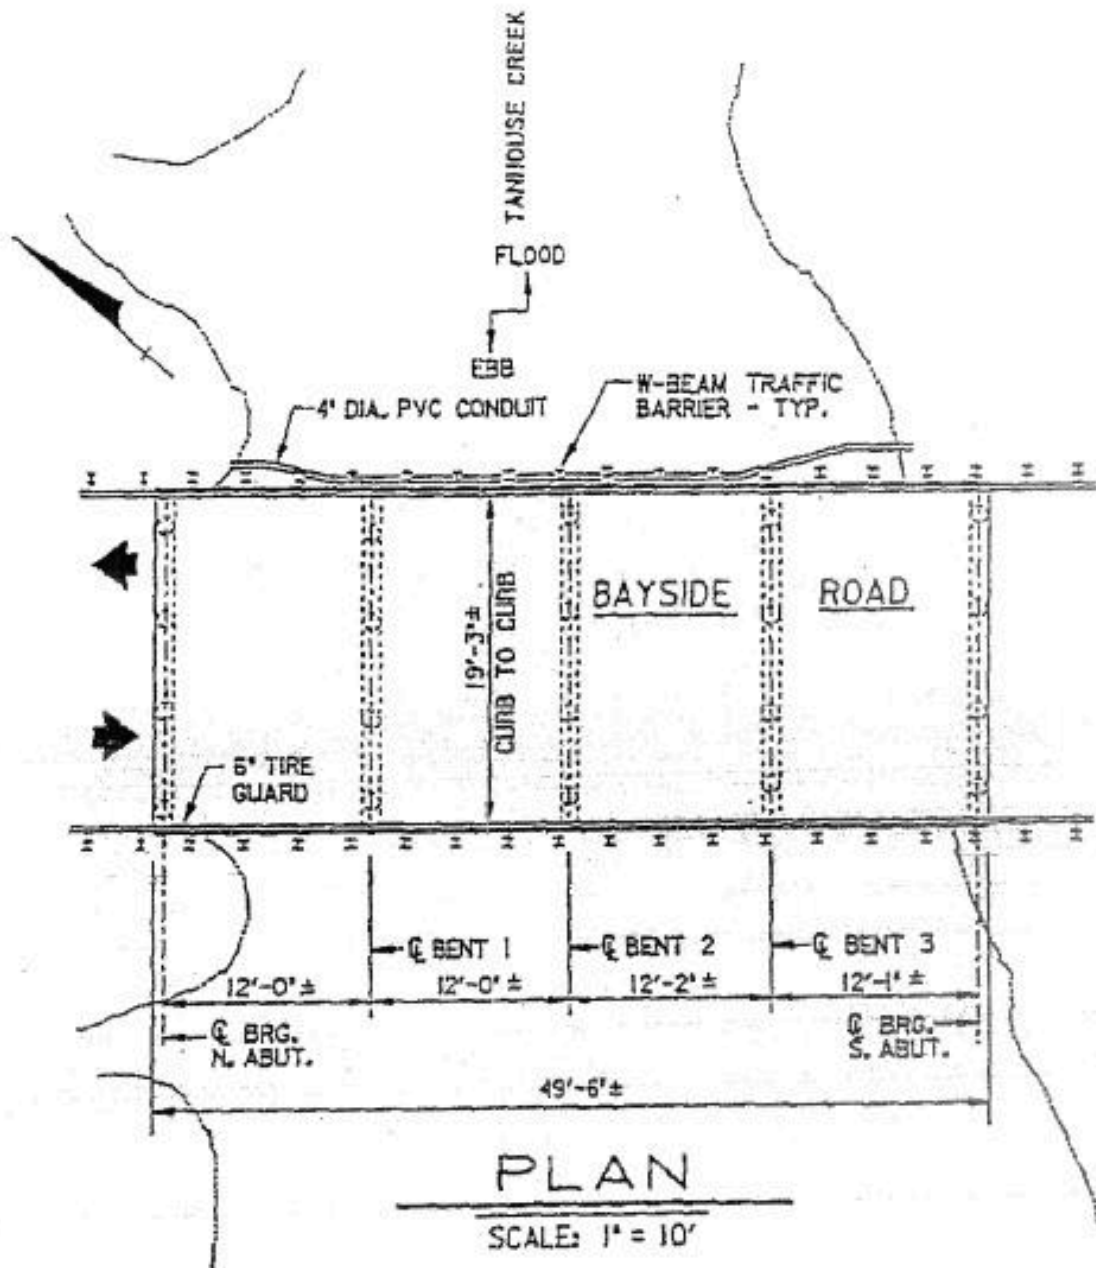 TANHOUSE CREEK
FLOOD
EBB
4" DIA. PVC CONDUIT
W-BEAM TRAFFIC
BARRIER - TYP.
BAYSIDE ROAD
19'-3"±
CURB TO CURB
6" TIRE
GUARD
℄ BENT 1
℄ BENT 2
℄ BENT 3
12'-0"±
12'-0"±
12'-2"±
12'-1"±
℄ BRG.
N. ABUT.
℄ BRG.
S. ABUT.
49'-6"±
PLAN
SCALE: 1" = 10'